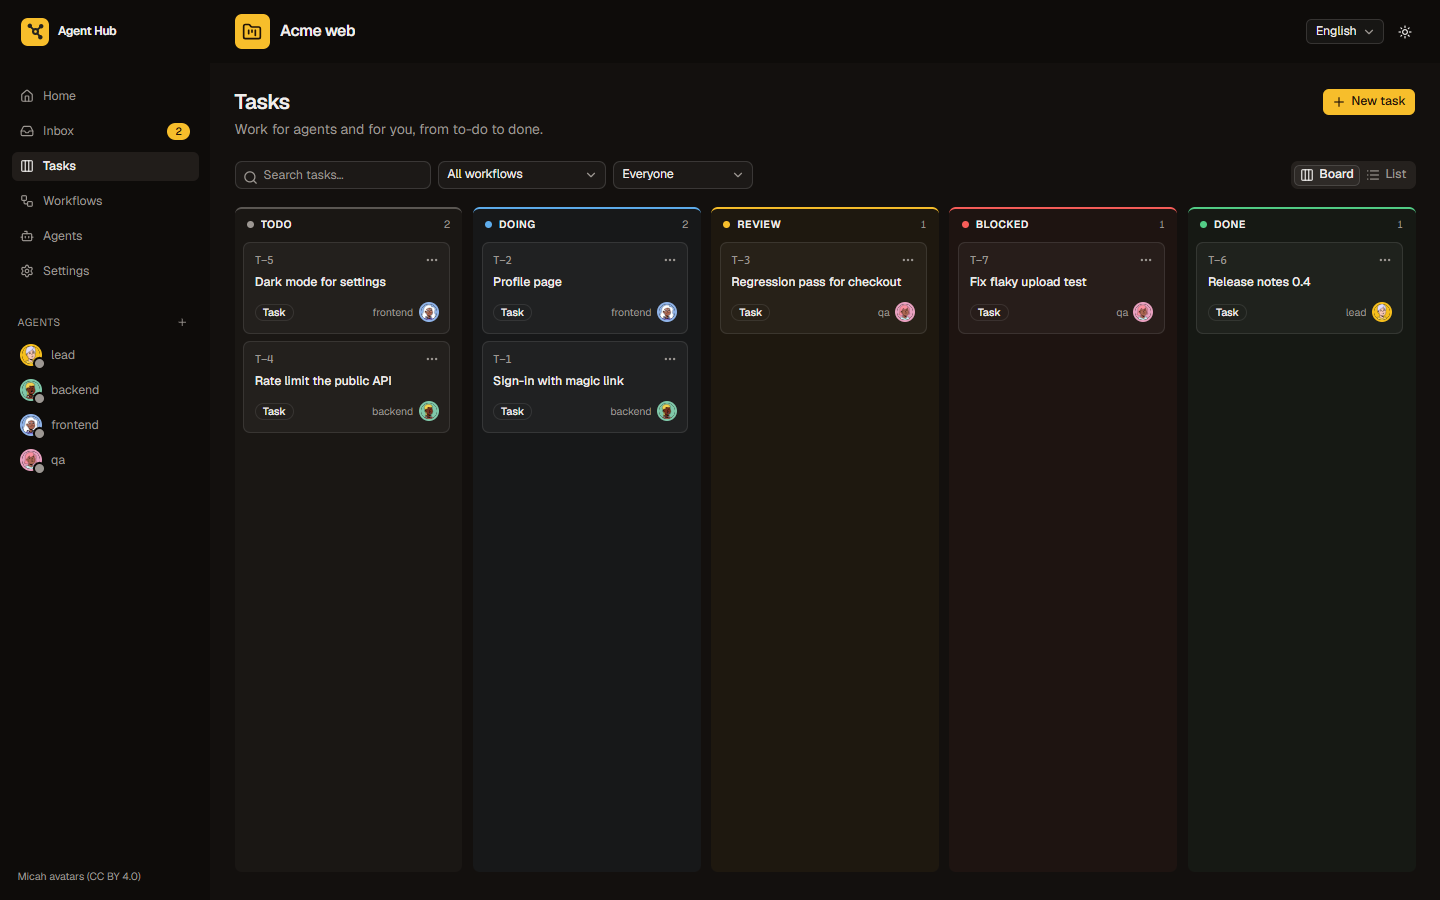 Agent Hub
Acme web
English
Home
Inbox 2
Tasks
Workflows
Agents
Settings
AGENTS
lead
backend
frontend
qa
Micah avatars (CC BY 4.0)
Tasks
New task
Work for agents and for you, from to-do to done.
Search tasks...
All workflows
Everyone
Board
List
TODO 2
T-5
Dark mode for settings
Task frontend
T-4
Rate limit the public API
Task backend
DOING 2
T-2
Profile page
Task frontend
T-1
Sign-in with magic link
Task backend
REVIEW 1
T-3
Regression pass for checkout
Task qa
BLOCKED 1
T-7
Fix flaky upload test
Task qa
DONE 1
T-6
Release notes 0.4
Task lead